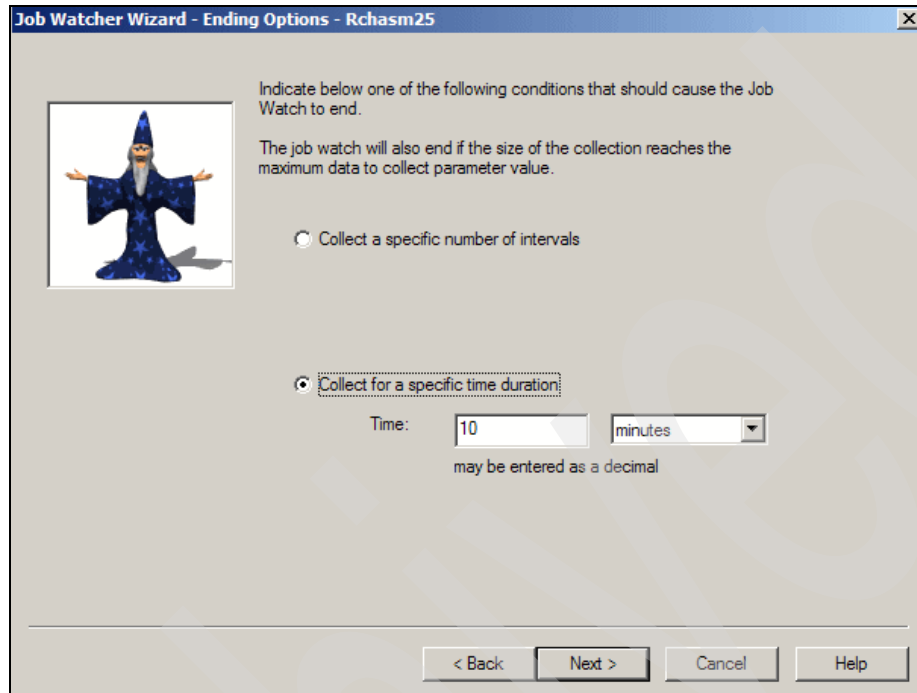 Job Watcher Wizard - Ending Options - Rchasm25
Indicate below one of the following conditions that should cause the Job
Watch to end.
The job watch will also end if the size of the collection reaches the
maximum data to collect parameter value.
Collect a specific number of intervals
Collect for a specific time duration
Time: 10 minutes
may be entered as a decimal
< Back Next > Cancel Help